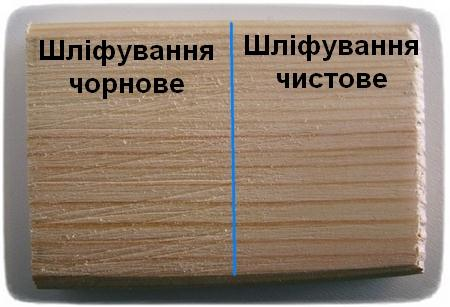 Шліфування
чорнове
Шліфування
чистове